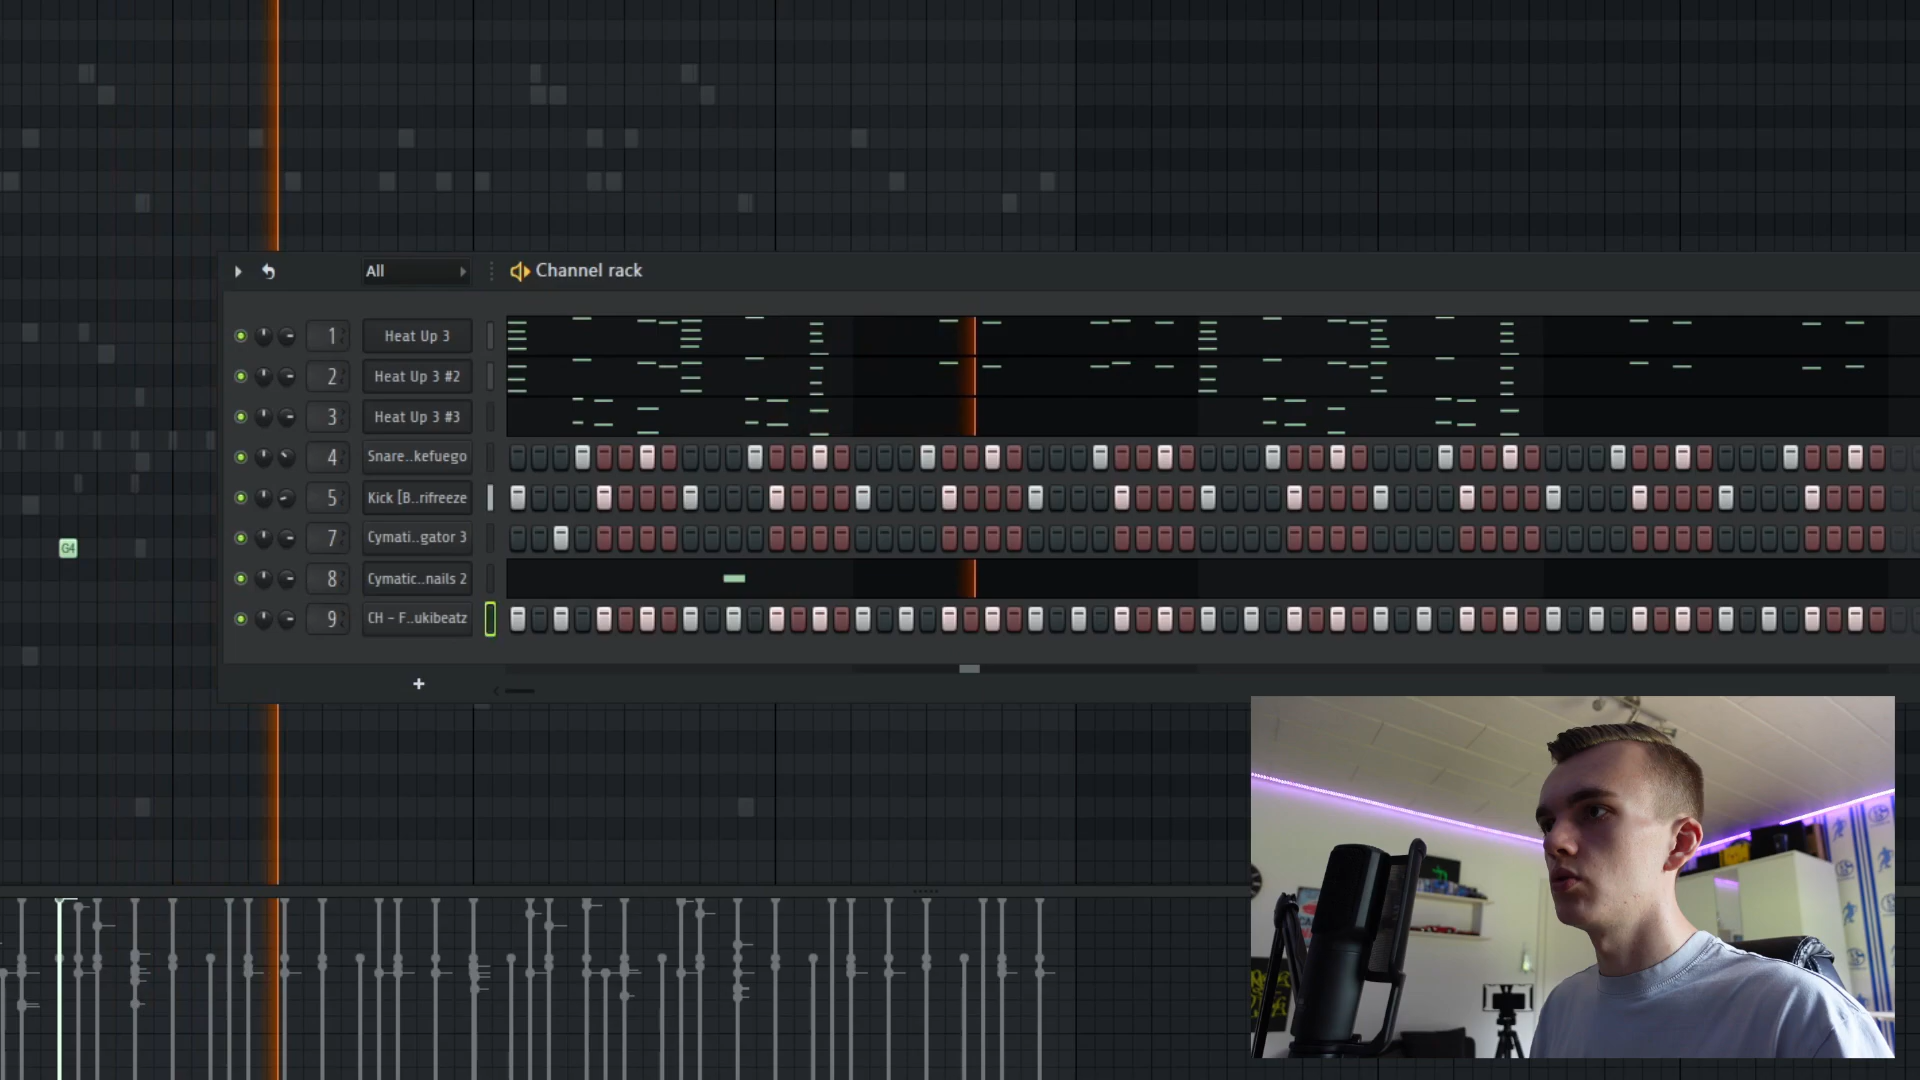 All
Channel rack
1 Heat Up 3
2 Heat Up 3 #2
3 Heat Up 3 #3
4 Snare..kefuego
5 Kick [B..rifreeze
7 Cymati..gator 3
G4
8 Cymatic..nails 2
9 CH - F..ukibeatz
+